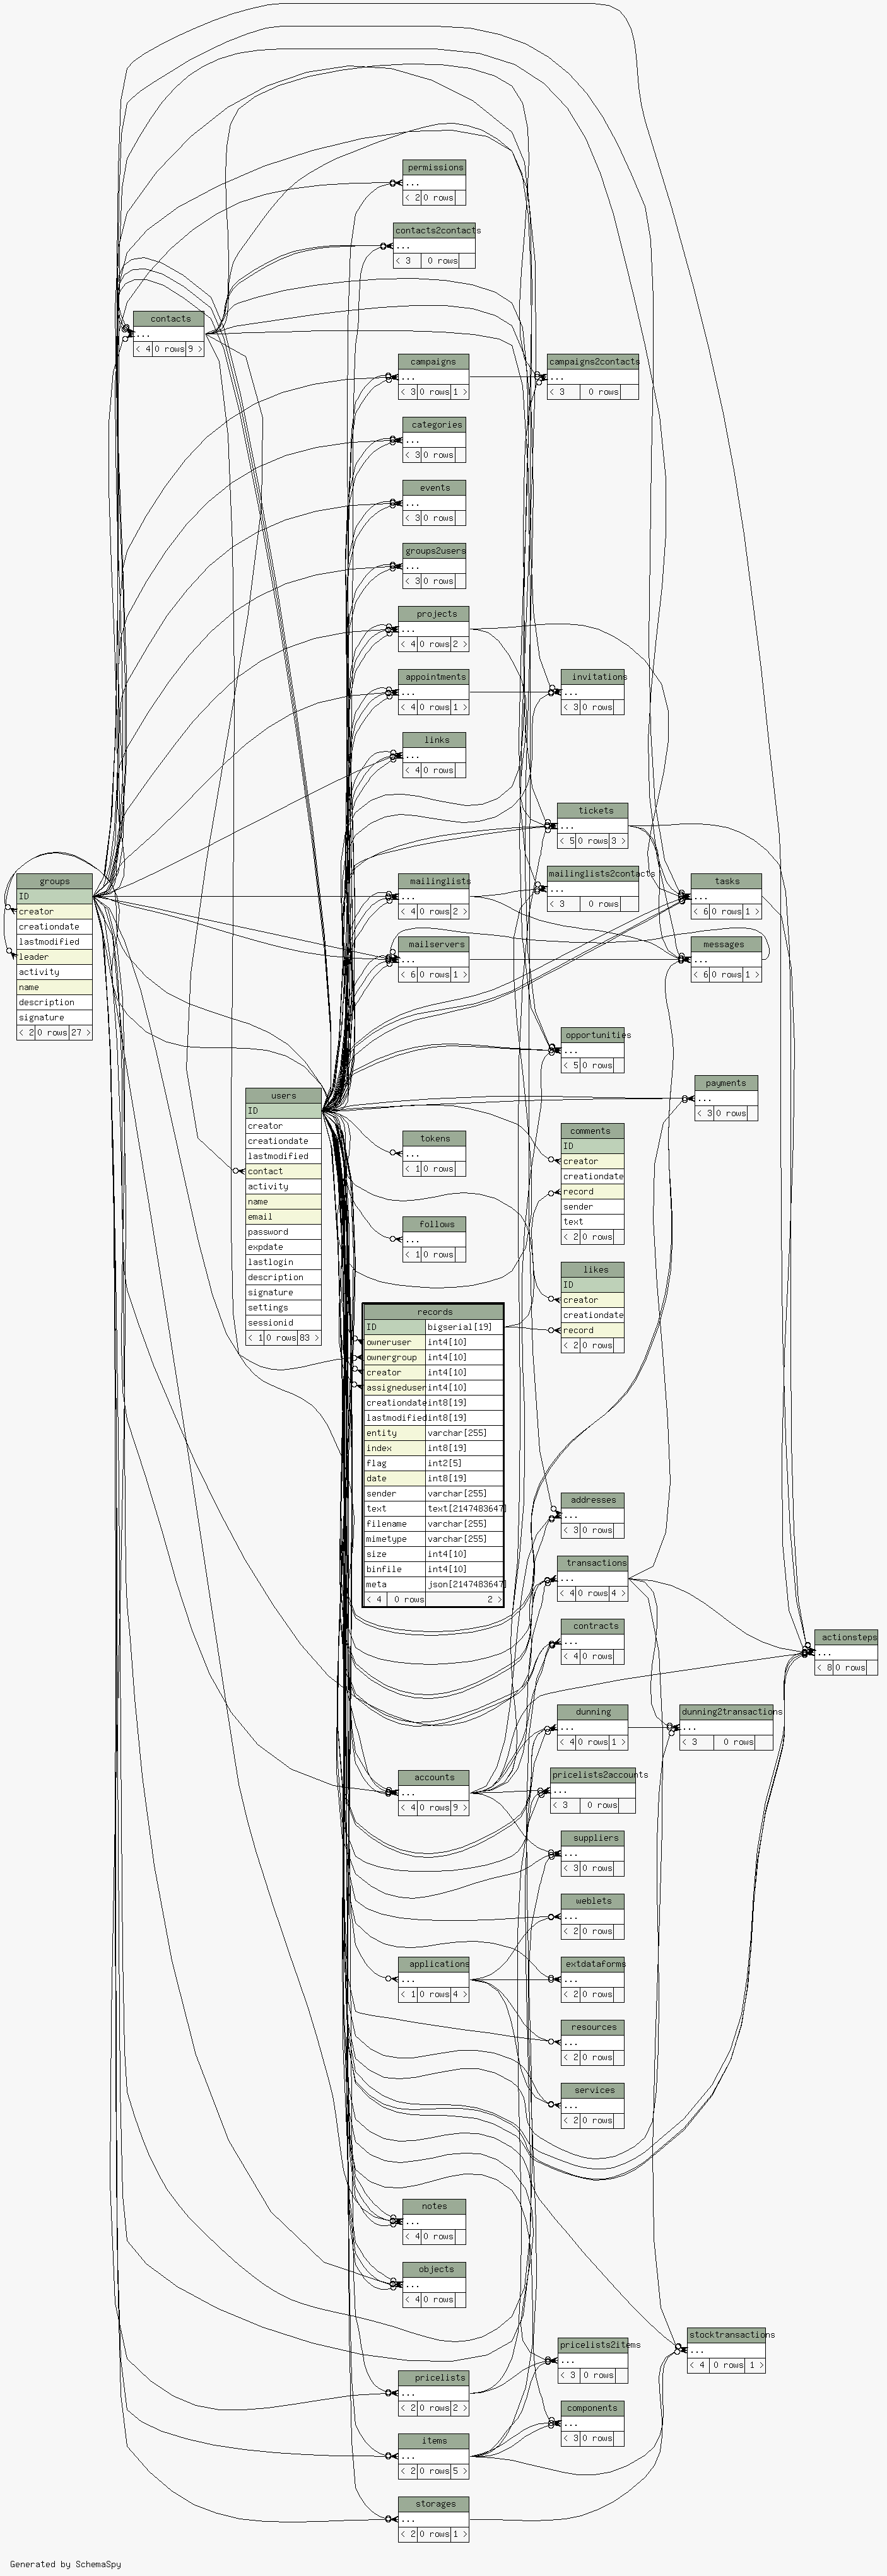 permissions
...
< 2 0 rows
contacts2contacts
...
< 3 0 rows
contacts
...
< 4 0 rows 9 >
campaigns
...
< 3 0 rows 1 >
campaigns2contacts
...
< 3 0 rows
categories
...
< 3 0 rows
events
...
< 3 0 rows
groups2users
...
< 3 0 rows
projects
...
< 4 0 rows 2 >
appointments
...
< 4 0 rows 1 >
invitations
...
< 3 0 rows
links
...
< 4 0 rows
tickets
...
< 5 0 rows 3 >
groups
ID
creator
creationdate
lastmodified
leader
activity
name
description
signature
< 2 0 rows 27 >
mailinglists
...
< 4 0 rows 2 >
mailinglists2contacts
...
< 3 0 rows
tasks
...
< 6 0 rows 1 >
mailservers
...
< 6 0 rows 1 >
messages
...
< 6 0 rows 1 >
opportunities
...
< 5 0 rows
payments
...
< 3 0 rows
users
ID
creator
creationdate
lastmodified
contact
activity
name
email
password
expdate
lastlogin
description
signature
settings
sessionid
< 1 0 rows 83 >
tokens
...
< 1 0 rows
comments
ID
creator
creationdate
record
sender
text
< 2 0 rows
follows
...
< 1 0 rows
likes
ID
creator
creationdate
record
< 2 0 rows
records
ID bigserial[19]
owneruser int4[10]
ownergroup int4[10]
creator int4[10]
assigneduser int4[10]
creationdate int8[19]
lastmodified int8[19]
entity varchar[255]
index int8[19]
flag int2[5]
date int8[19]
sender varchar[255]
text text[2147483647]
filename varchar[255]
mimetype varchar[255]
size int4[10]
binfile int4[10]
meta json[2147483647]
< 4 0 rows 2 >
addresses
...
< 3 0 rows
transactions
...
< 4 0 rows 4 >
contracts
...
< 4 0 rows
actionsteps
...
< 8 0 rows
dunning
...
< 4 0 rows 1 >
dunning2transactions
...
< 3 0 rows
accounts
...
< 4 0 rows 9 >
pricelists2accounts
...
< 3 0 rows
suppliers
...
< 3 0 rows
weblets
...
< 2 0 rows
applications
...
< 1 0 rows 4 >
extdataforms
...
< 2 0 rows
resources
...
< 2 0 rows
services
...
< 2 0 rows
notes
...
< 4 0 rows
objects
...
< 4 0 rows
stocktransactions
...
< 4 0 rows 1 >
pricelists2items
...
< 3 0 rows
pricelists
...
< 2 0 rows 2 >
components
...
< 3 0 rows
items
...
< 2 0 rows 5 >
storages
...
< 2 0 rows 1 >
Generated by SchemaSpy